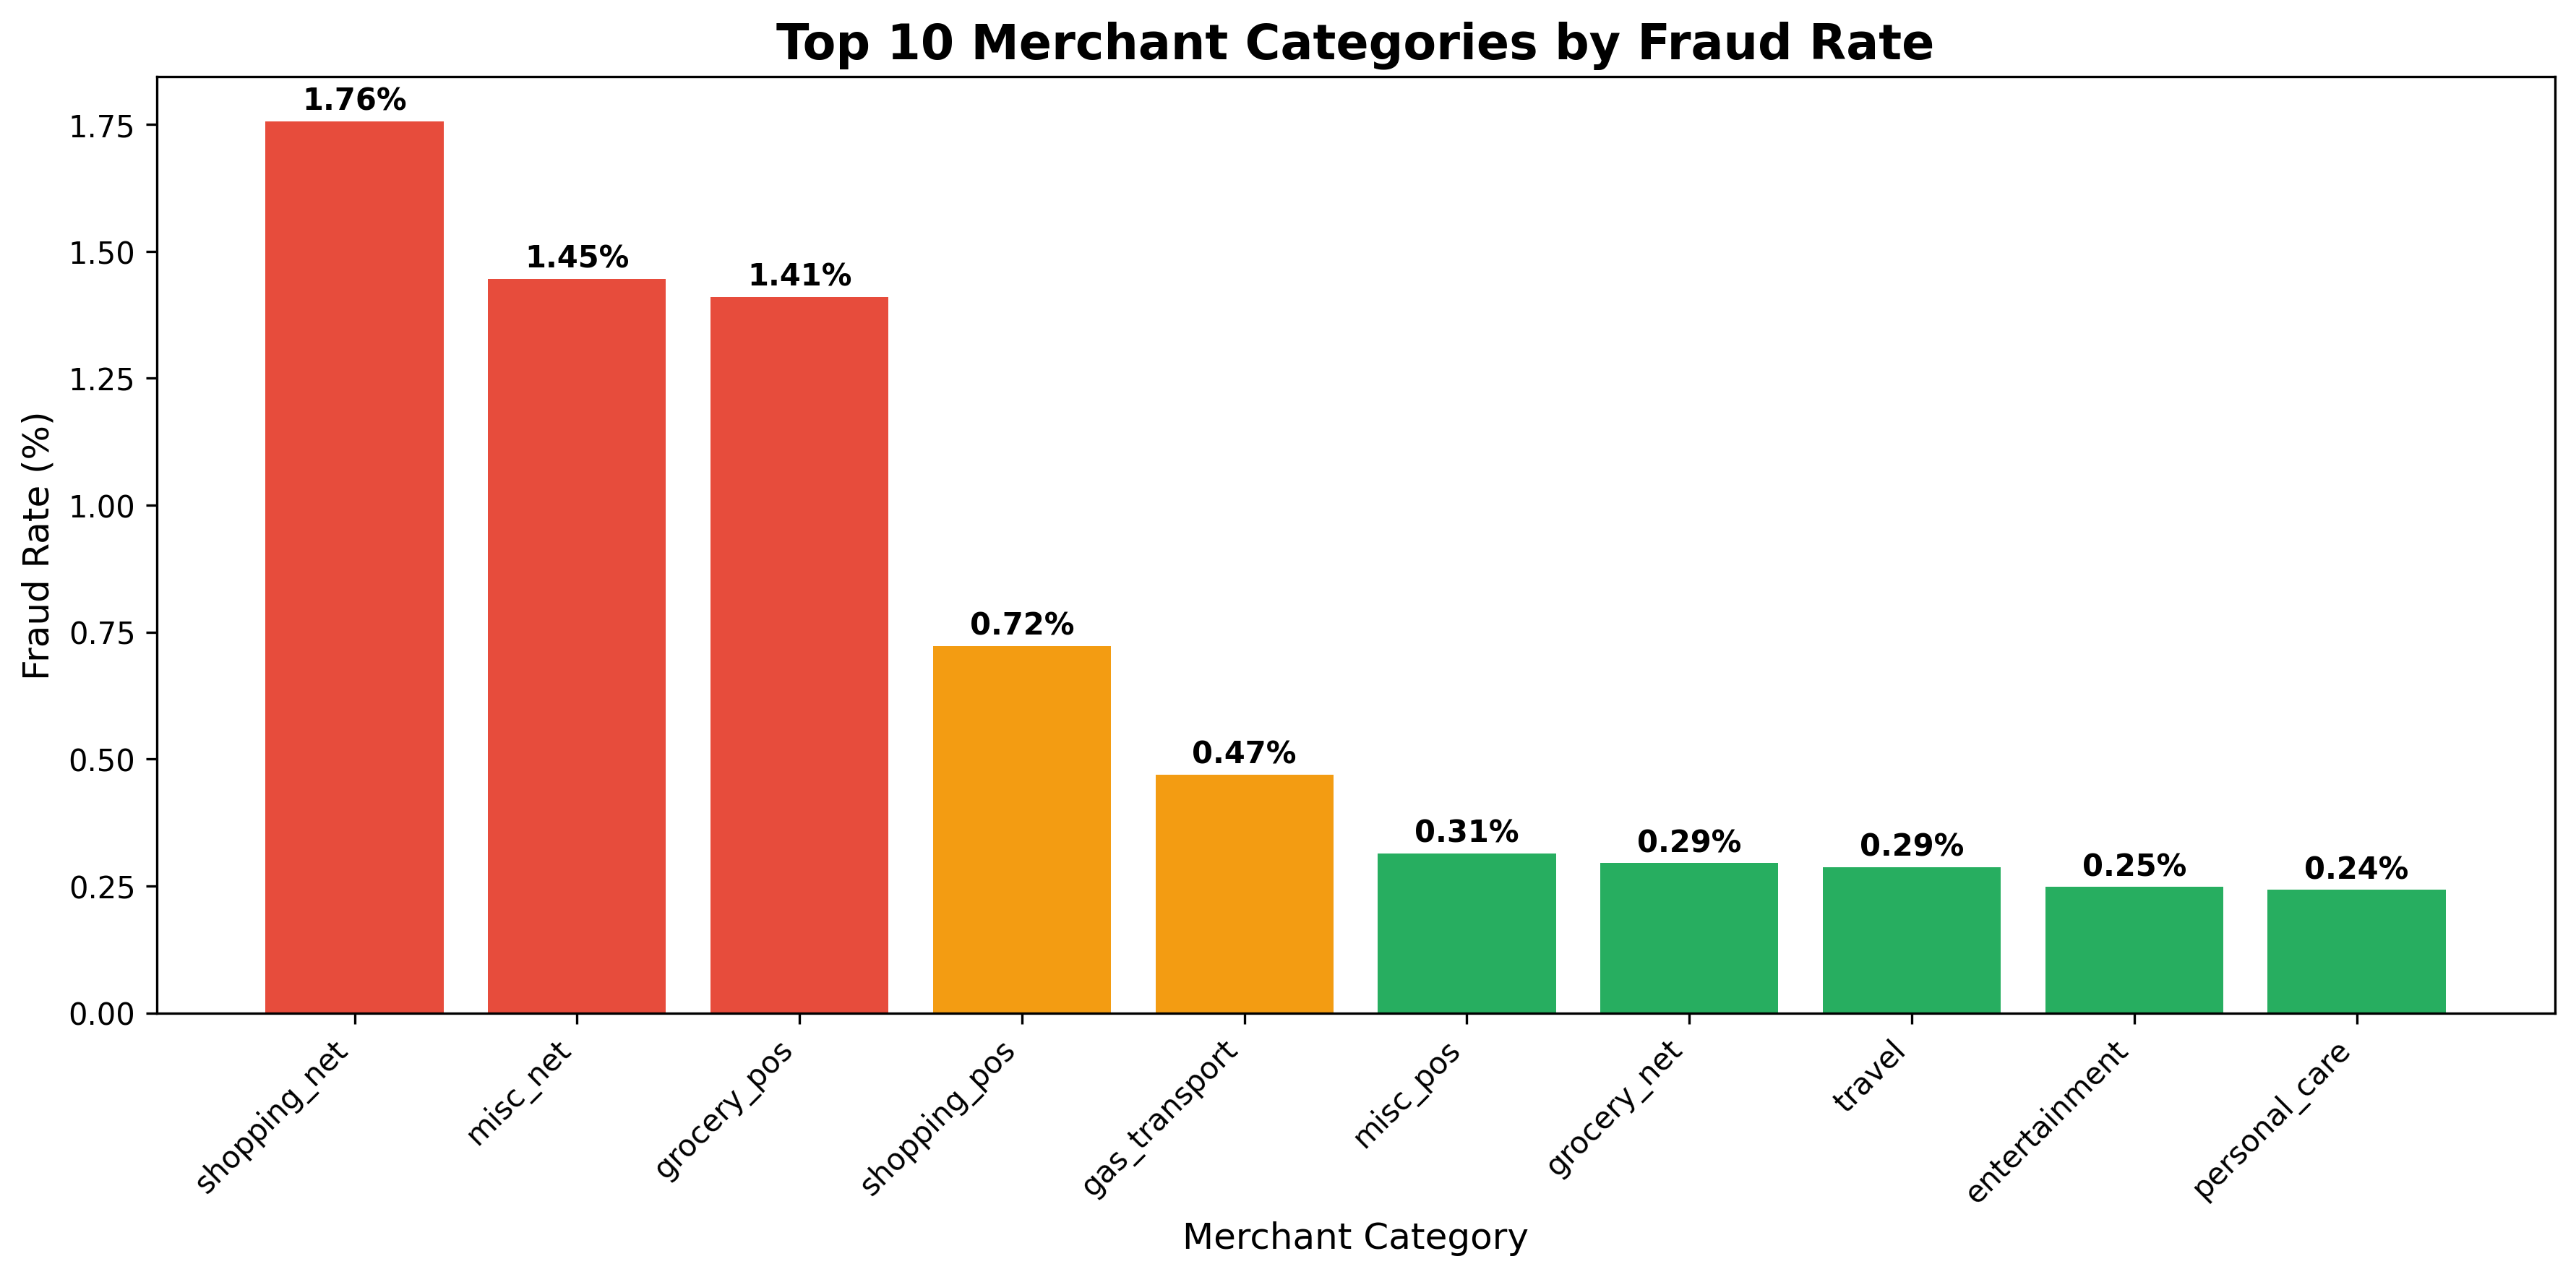 Top 10 Merchant Categories by Fraud Rate
Fraud Rate (%)
1.75
1.50
1.25
1.00
0.75
0.50
0.25
0.00
1.76%
1.45%
1.41%
0.72%
0.47%
0.31%
0.29%
0.29%
0.25%
0.24%
shopping_net
misc_net
grocery_pos
shopping_pos
gas_transport
misc_pos
grocery_net
travel
entertainment
personal_care
Merchant Category